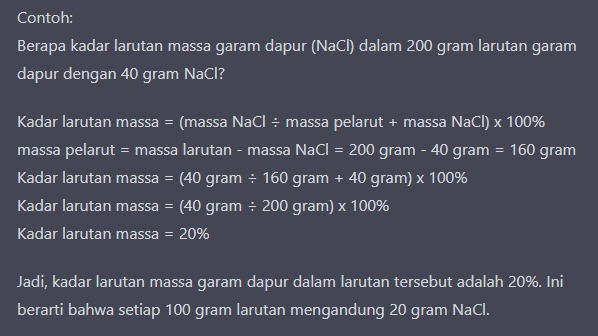 Contoh:
Berapa kadar larutan massa garam dapur (NaCl) dalam 200 gram larutan garam
dapur dengan 40 gram NaCl?
Kadar larutan massa = (massa NaCl ÷ massa pelarut + massa NaCl) x 100%
massa pelarut = massa larutan - massa NaCl = 200 gram - 40 gram = 160 gram
Kadar larutan massa = (40 gram ÷ 160 gram + 40 gram) x 100%
Kadar larutan massa = (40 gram ÷ 200 gram) x 100%
Kadar larutan massa = 20%
Jadi, kadar larutan massa garam dapur dalam larutan tersebut adalah 20%. Ini
berarti bahwa setiap 100 gram larutan mengandung 20 gram NaCl.